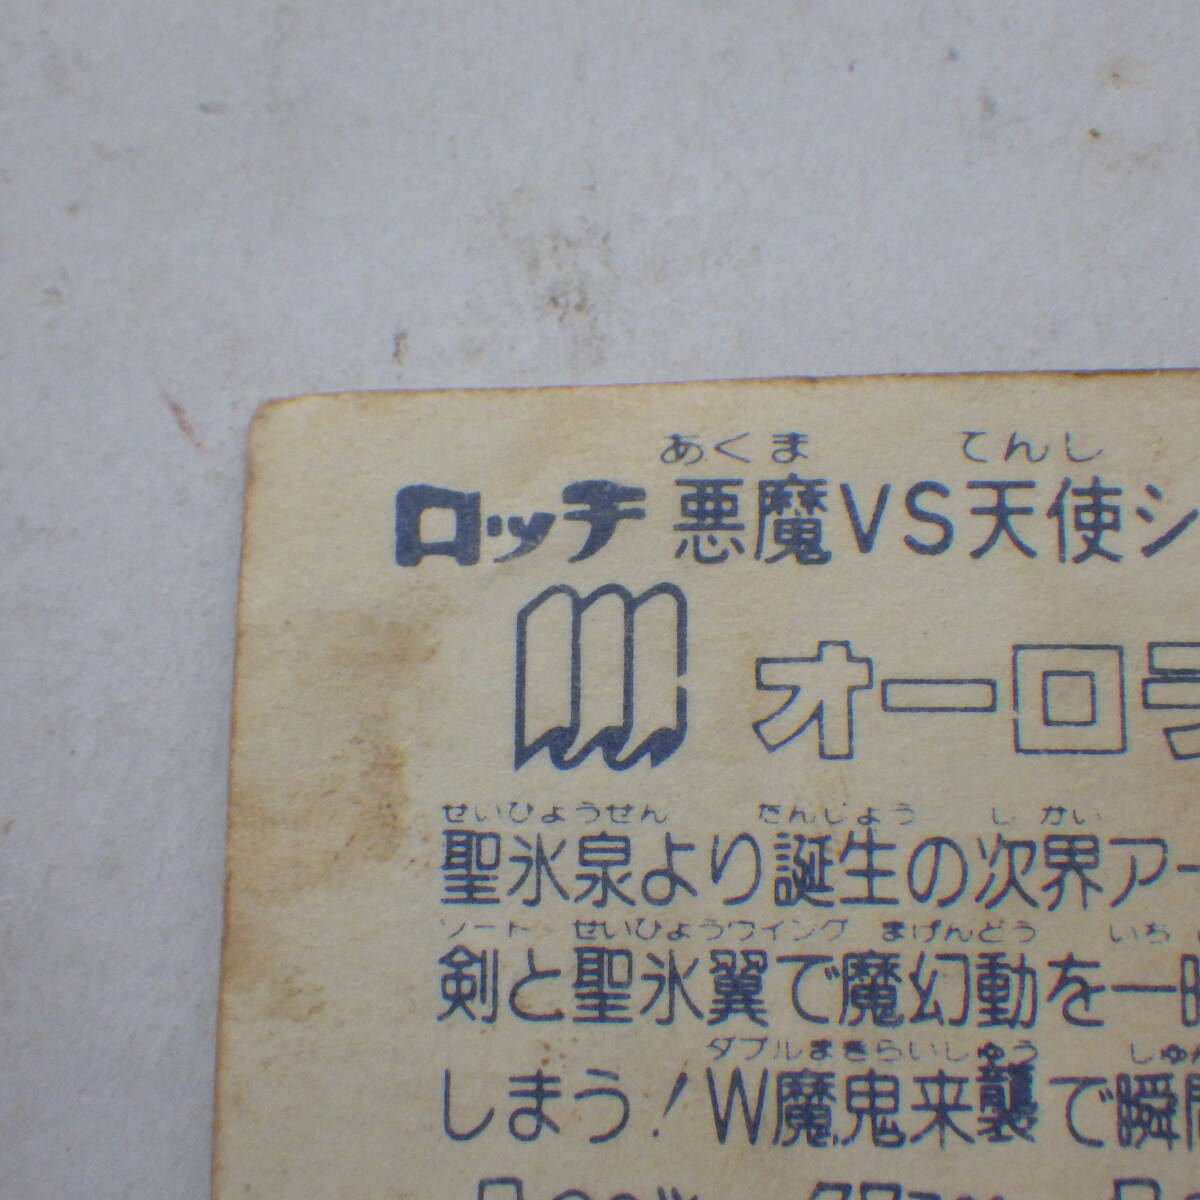 あくま てんし
ロッチ 悪魔VS天使シ
オーロラ
せいひょうせん たんじょう し かい
聖氷泉より誕生の次界アー
ソード せいひょうウイング まげんどう いち
剣と聖氷翼で魔幻動を一時
ダブルまきらいしゅう しゅん
しまう！W魔鬼来襲で瞬間